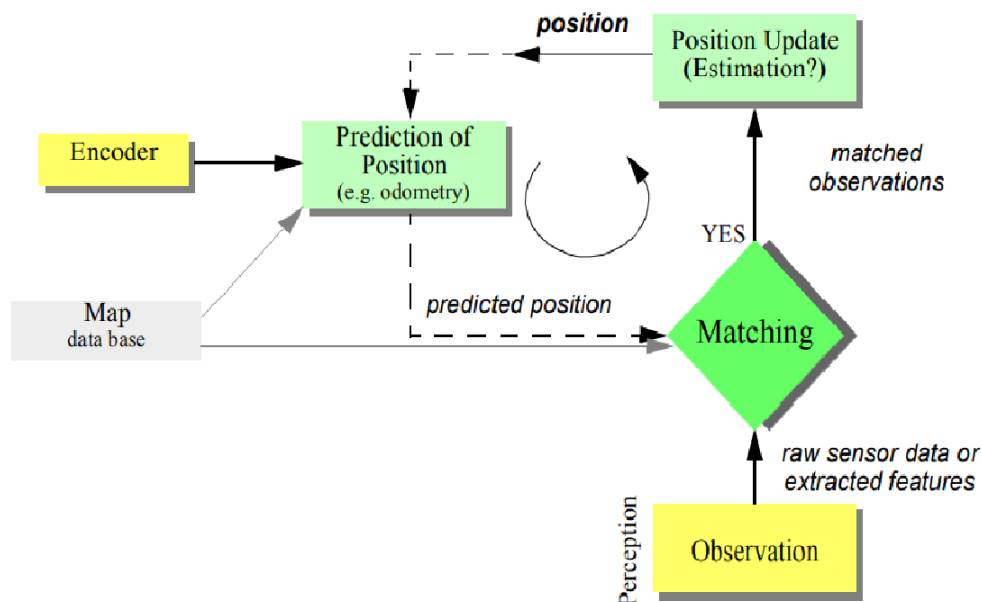 position
Position Update
(Estimation?)
Encoder
Prediction of
Position
(e.g. odometry)
matched
observations
YES
Map
data base
predicted position
Matching
raw sensor data or
extracted features
Perception
Observation